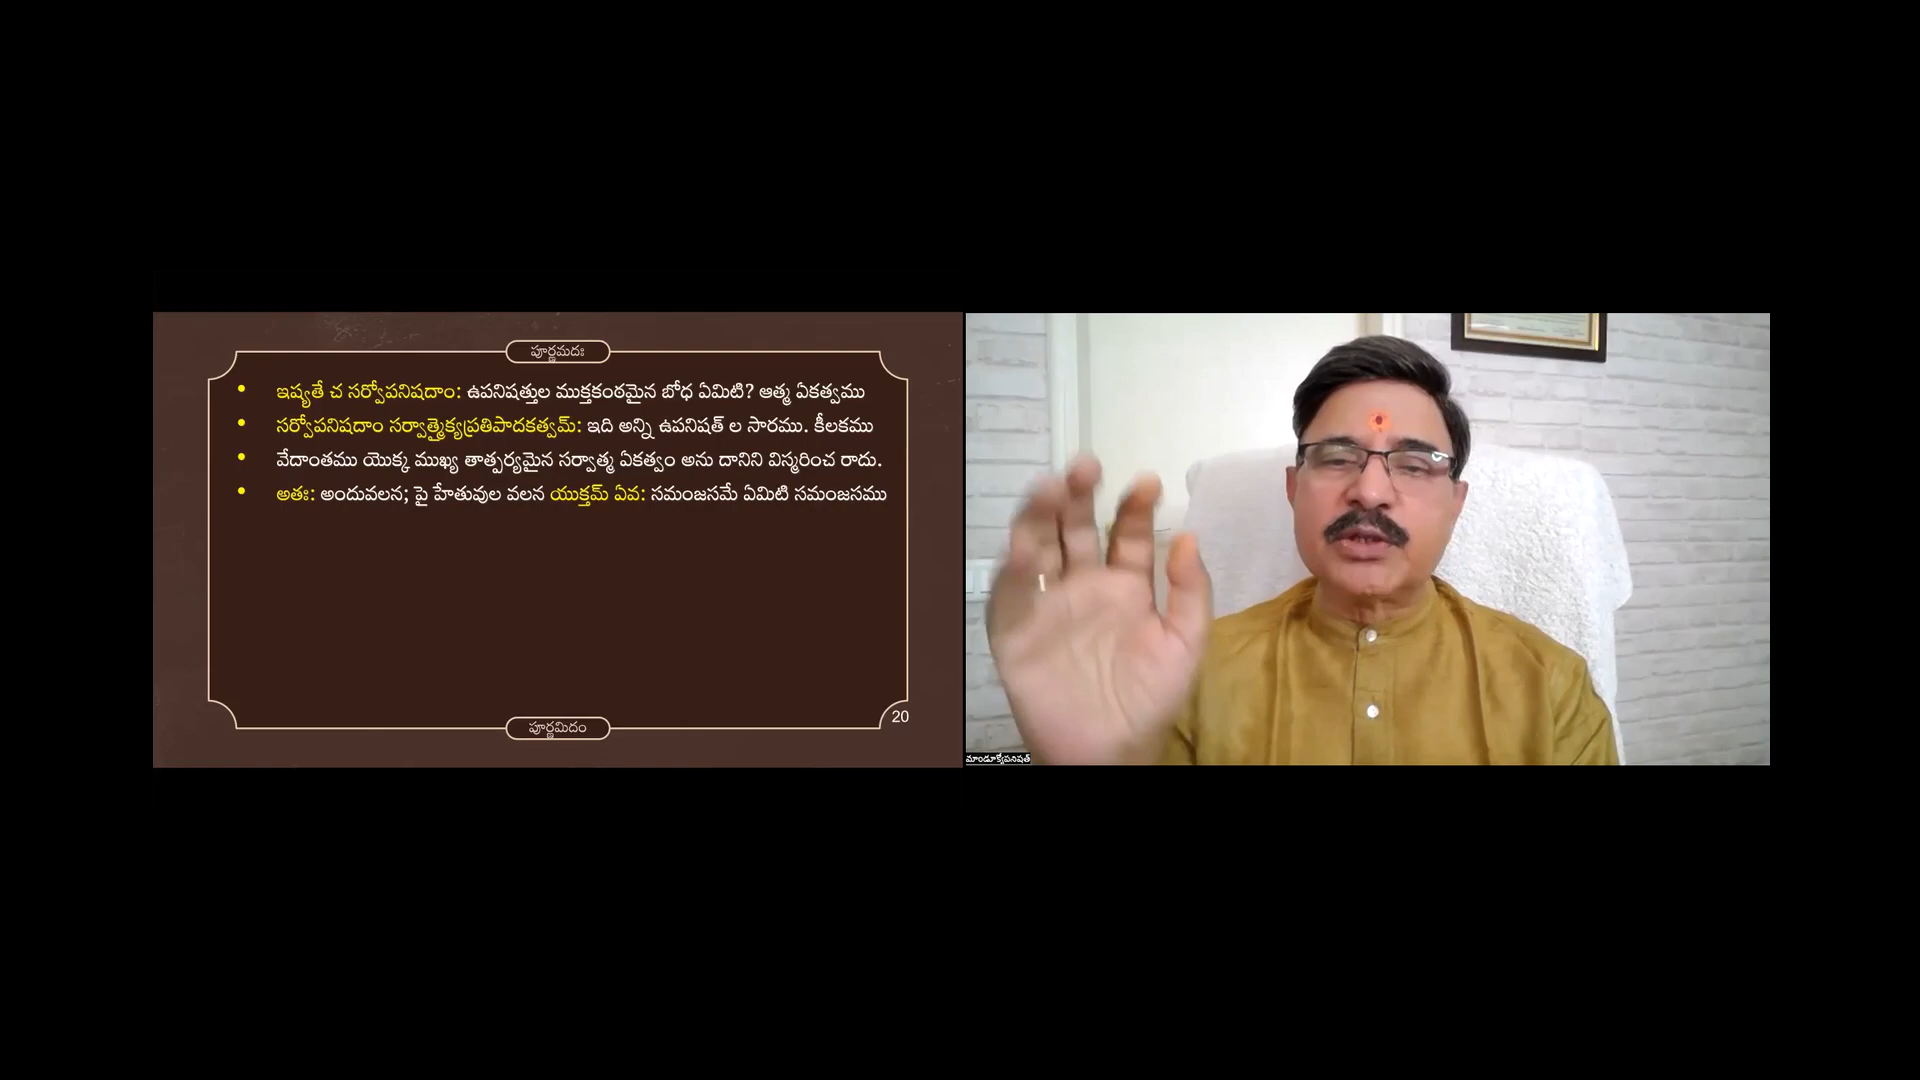 పూర్ణమదః
• ఇష్యతే చ సర్వోపనిషదాం: ఉపనిషత్తుల ముక్తకంఠమైన బోధ ఏమిటి? ఆత్మ ఏకత్వము
• సర్వోపనిషదాం సర్వాత్మైక్యప్రతిపాదకత్వమ్: ఇది అన్ని ఉపనిషత్ ల సారము. కీలకము
• వేదాంతము యొక్క ముఖ్య తాత్పర్యమైన సర్వాత్మ ఏకత్వం అను దానిని విస్మరించ రాదు.
• అతః: అందువలన; పై హేతువుల వలన యుక్తమ్ ఏవ: సమంజసమే ఏమిటి సమంజసము
20
పూర్ణమిదం
మాండూక్యోపనిషత్